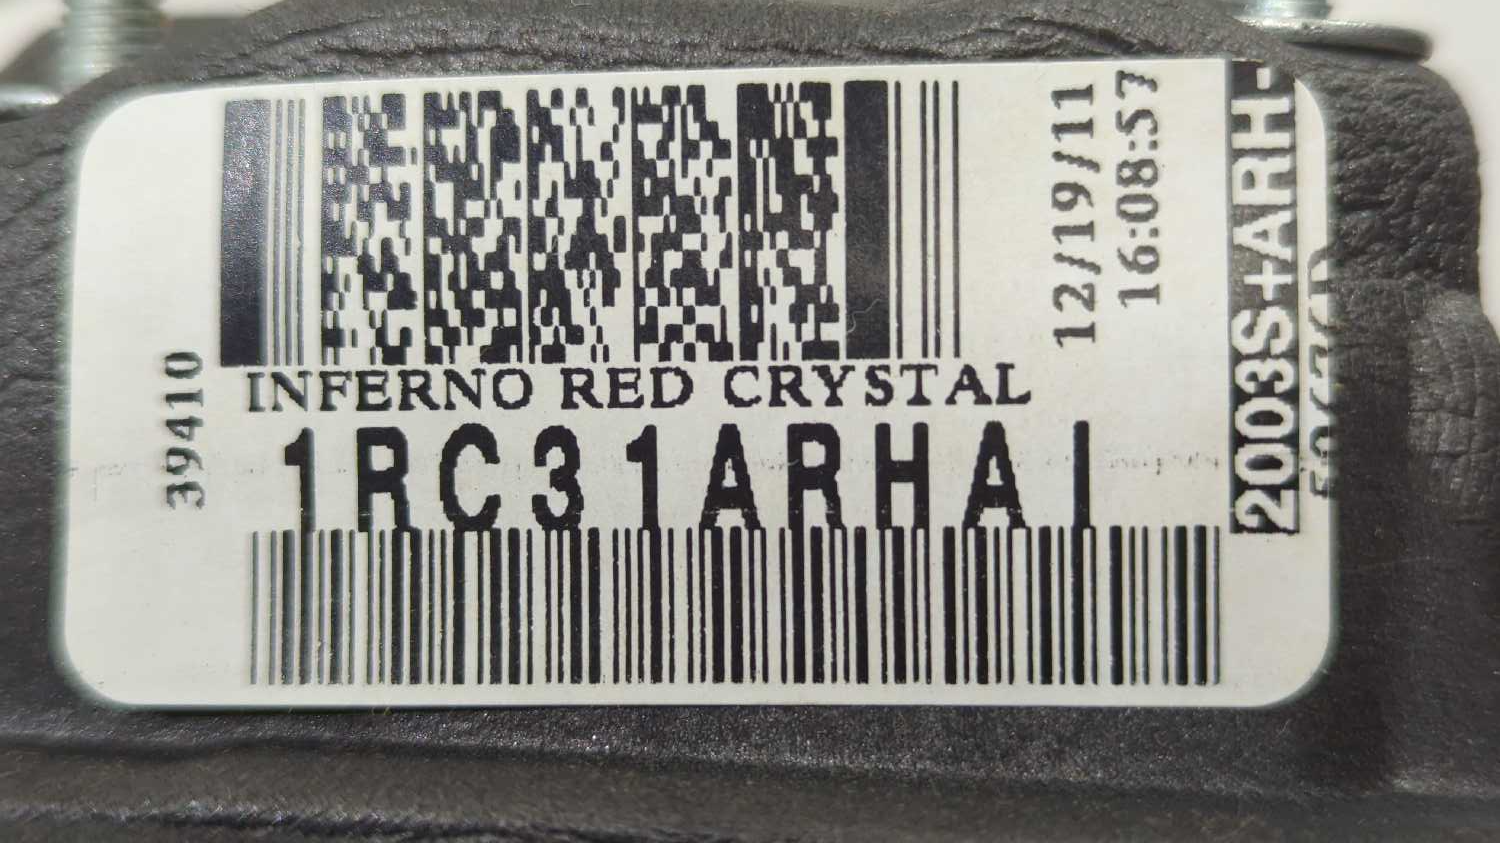 INFERNO RED CRYSTAL
1RC31ARHAI
39410
12/19/11
16:08:57
2003S+ARH-